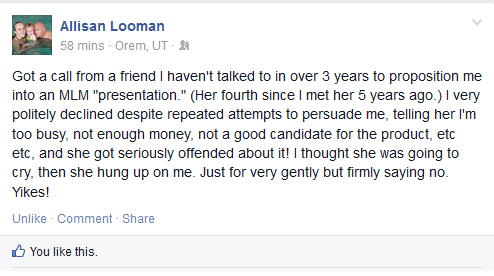 Allisan Looman
58 mins · Orem, UT ·
Got a call from a friend I haven't talked to in over 3 years to proposition me
into an MLM "presentation." (Her fourth since I met her 5 years ago.) I very
politely declined despite repeated attempts to persuade me, telling her I'm
too busy, not enough money, not a good candidate for the product, etc
etc, and she got seriously offended about it! I thought she was going to
cry, then she hung up on me. Just for very gently but firmly saying no.
Yikes!
Unlike · Comment · Share
You like this.